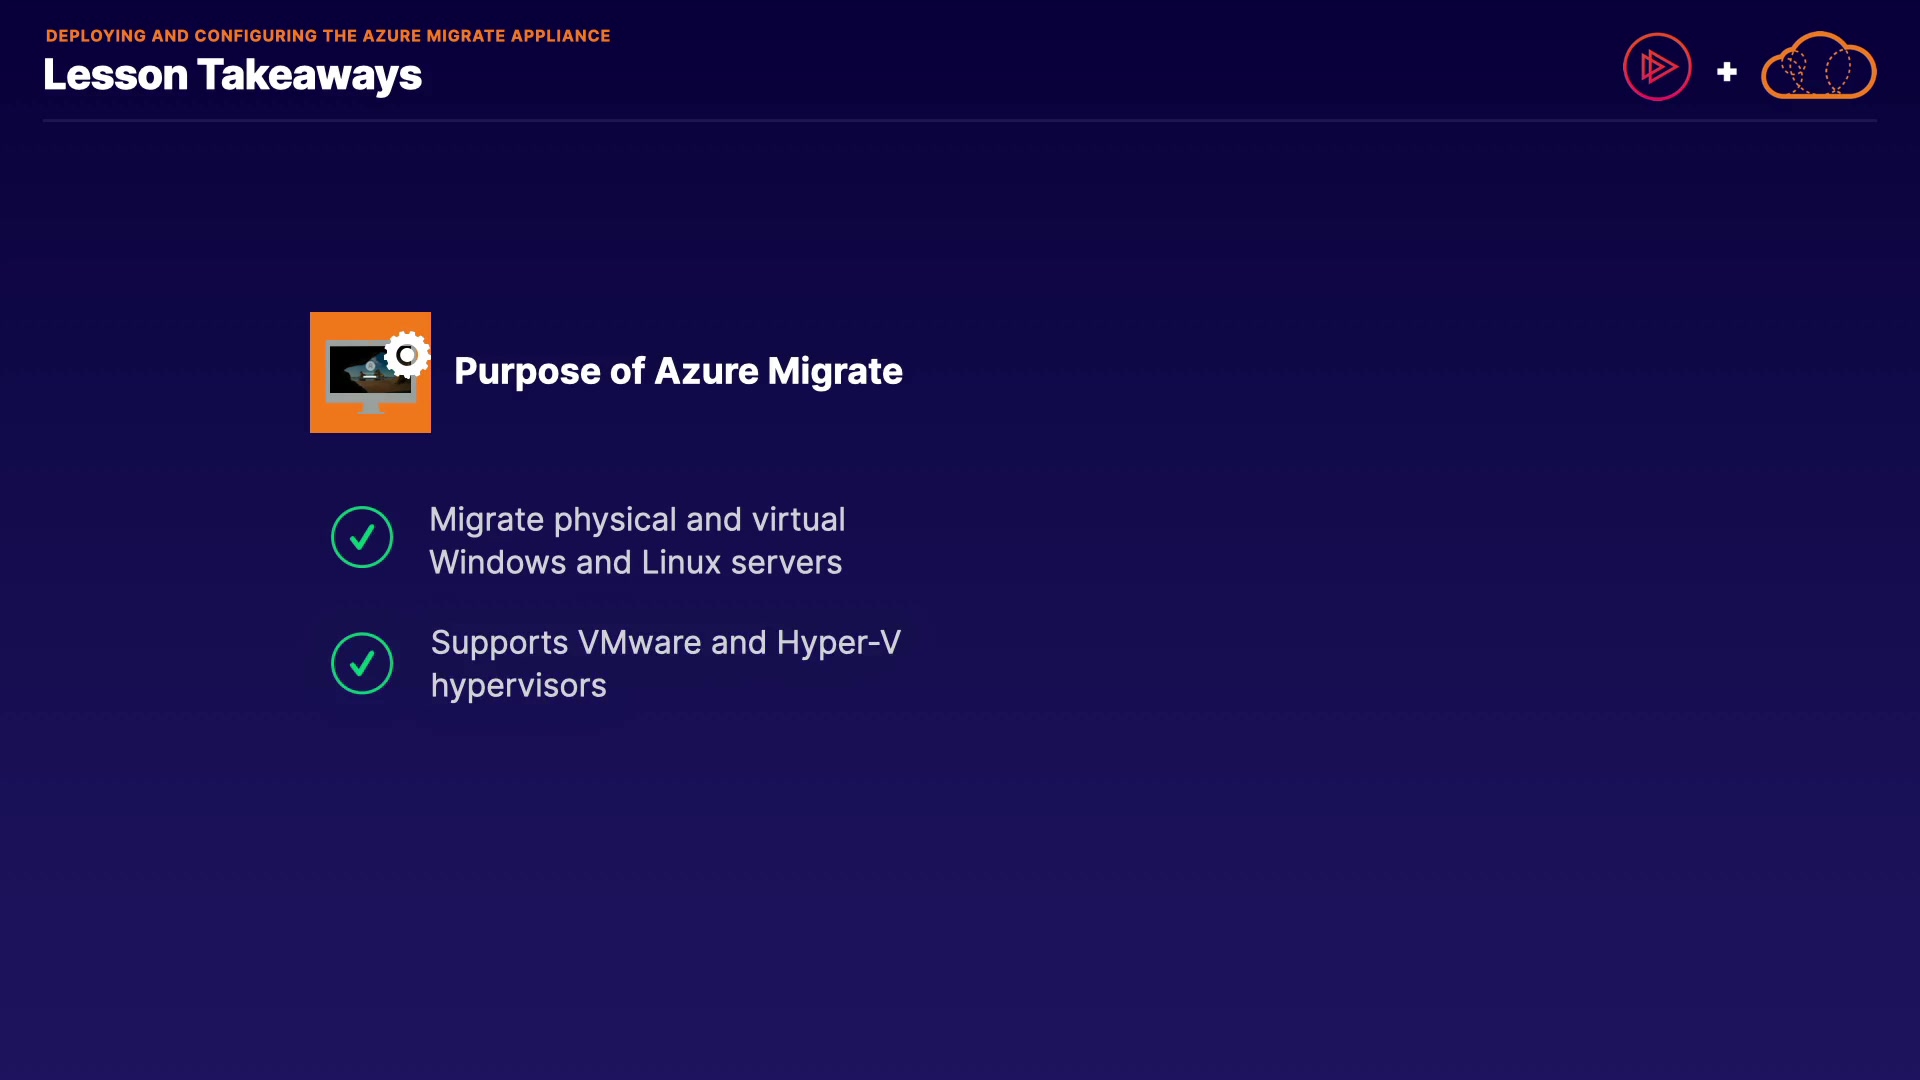 DEPLOYING AND CONFIGURING THE AZURE MIGRATE APPLIANCE
Lesson Takeaways
Purpose of Azure Migrate
Migrate physical and virtual
Windows and Linux servers
Supports VMware and Hyper-V
hypervisors